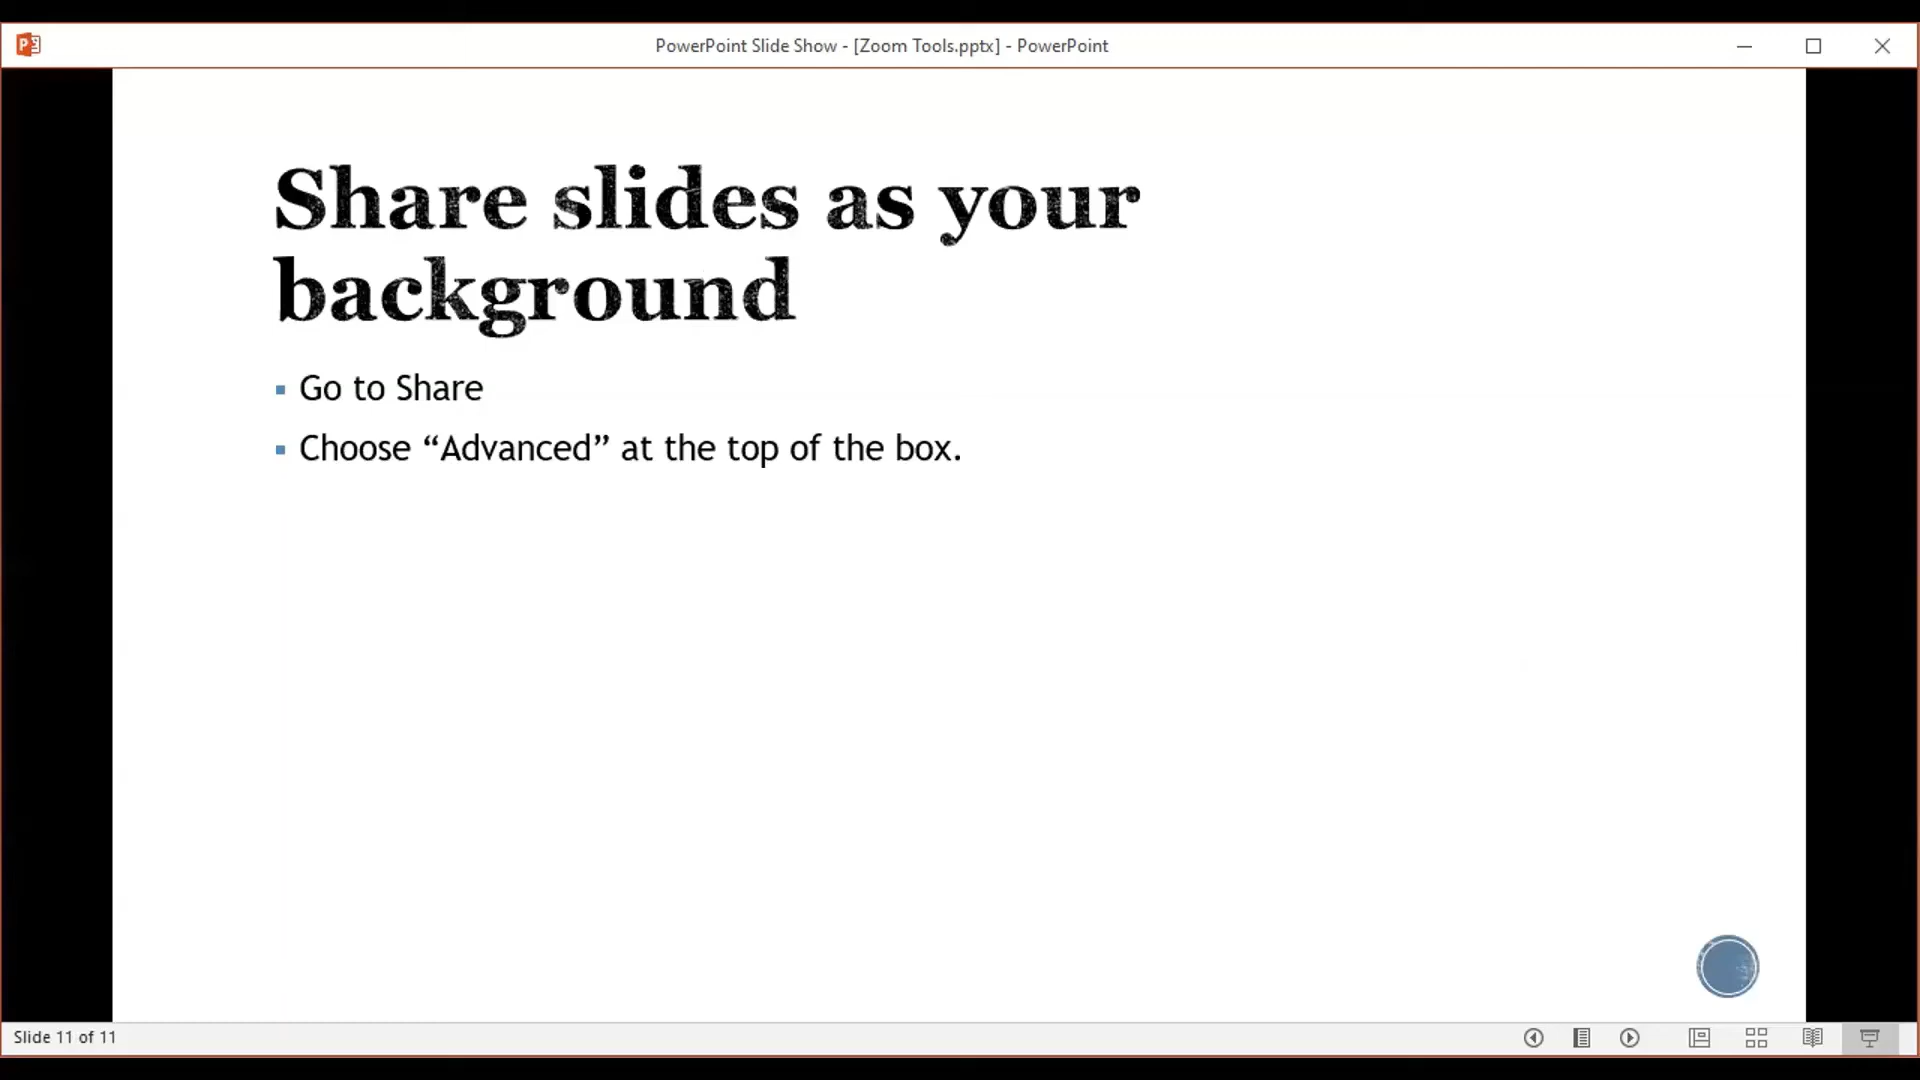 PowerPoint Slide Show - [Zoom Tools.pptx] - PowerPoint
Share slides as your
background
Go to Share
Choose “Advanced” at the top of the box.
Slide 11 of 11